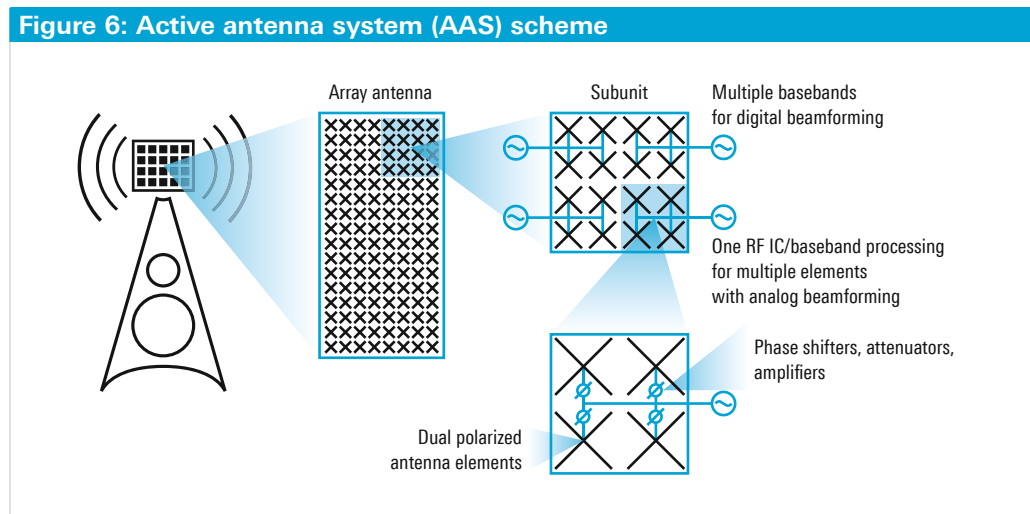 Figure 6: Active antenna system (AAS) scheme
Array antenna
Subunit
Multiple basebands
for digital beamforming
One RF IC/baseband processing
for multiple elements
with analog beamforming
Phase shifters, attenuators,
amplifiers
Dual polarized
antenna elements